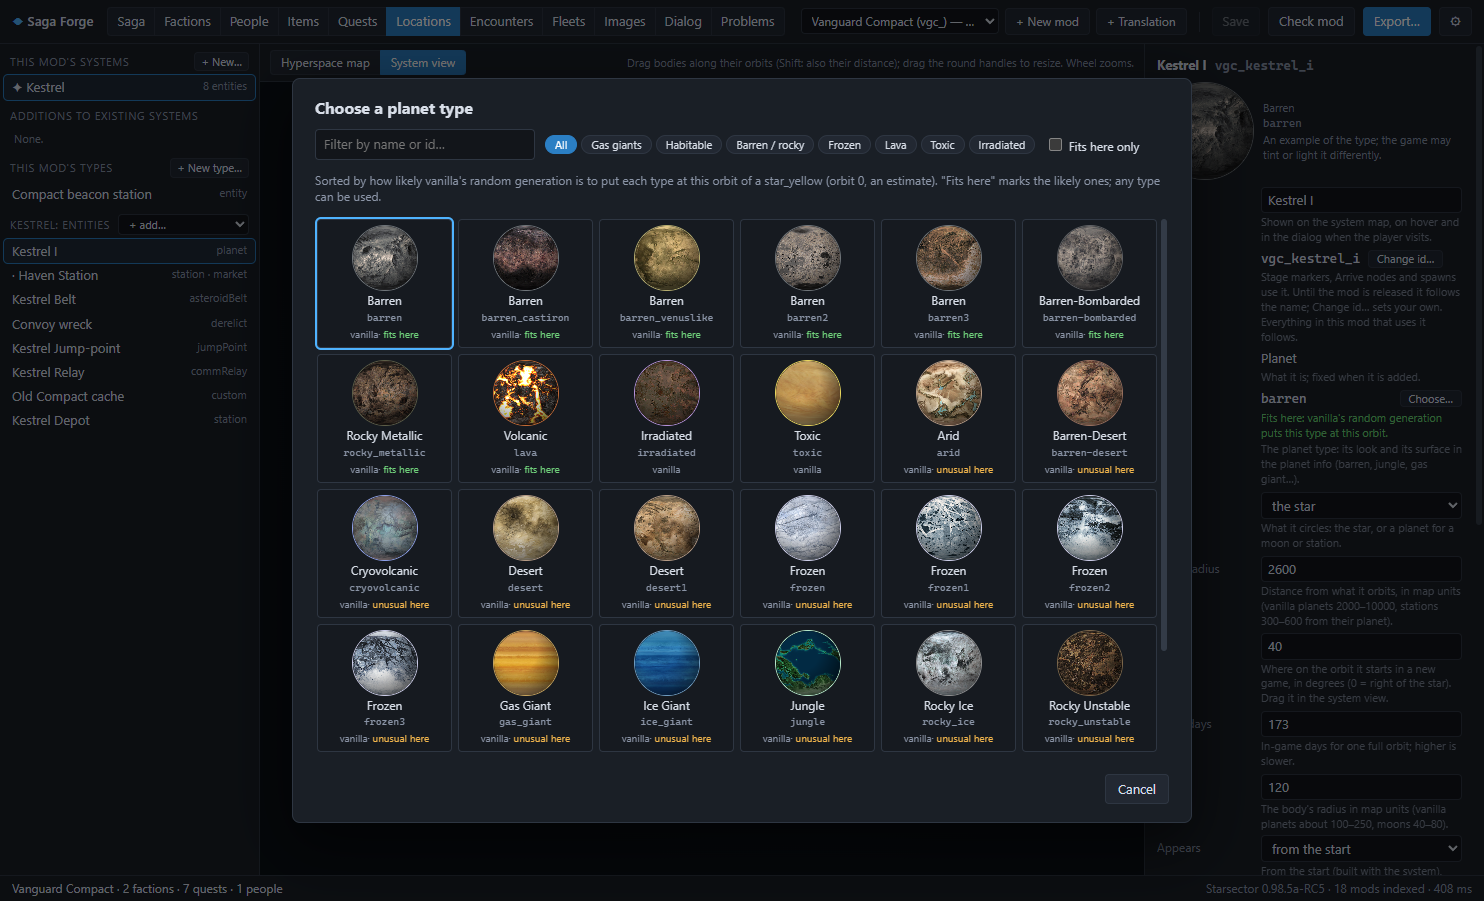 Saga Forge
Saga
Factions
People
Items
Quests
Locations
Encounters
Fleets
Images
Dialog
Problems
Vanguard Compact (vgc_) — ...
+ New mod
+ Translation
Save
Check mod
Export...
THIS MOD'S SYSTEMS
+ New...
Kestrel
8 entities
ADDITIONS TO EXISTING SYSTEMS
None.
THIS MOD'S TYPES
+ New type...
Compact beacon station
entity
KESTREL: ENTITIES
+ add...
Kestrel I
planet
· Haven Station
station · market
Kestrel Belt
asteroidBelt
Convoy wreck
derelict
Kestrel Jump-point
jumpPoint
Kestrel Relay
commRelay
Old Compact cache
custom
Kestrel Depot
station
Hyperspace map
System view
Drag bodies along their orbits (Shift: also their distance); drag the round handles to resize. Wheel zooms.
Choose a planet type
Filter by name or id...
All
Gas giants
Habitable
Barren / rocky
Frozen
Lava
Toxic
Irradiated
Fits here only
Sorted by how likely vanilla's random generation is to put each type at this orbit of a star_yellow (orbit 0, an estimate). "Fits here" marks the likely ones; any type
can be used.
Barren
barren
vanilla· fits here
Barren
barren_castiron
vanilla· fits here
Barren
barren_venuslike
vanilla· fits here
Barren
barren2
vanilla· fits here
Barren
barren3
vanilla· fits here
Barren-Bombarded
barren-bombarded
vanilla· fits here
Rocky Metallic
rocky_metallic
vanilla· fits here
Volcanic
lava
vanilla· fits here
Irradiated
irradiated
vanilla
Toxic
toxic
vanilla
Arid
arid
vanilla· unusual here
Barren-Desert
barren-desert
vanilla· unusual here
Cryovolcanic
cryovolcanic
vanilla· unusual here
Desert
desert
vanilla· unusual here
Desert
desert1
vanilla· unusual here
Frozen
frozen
vanilla· unusual here
Frozen
frozen1
vanilla· unusual here
Frozen
frozen2
vanilla· unusual here
Frozen
frozen3
vanilla· unusual here
Gas Giant
gas_giant
vanilla· unusual here
Ice Giant
ice_giant
vanilla· unusual here
Jungle
jungle
vanilla· unusual here
Rocky Ice
rocky_ice
vanilla· unusual here
Rocky Unstable
rocky_unstable
vanilla· unusual here
Cancel
Kestrel I vgc_kestrel_i
Barren
barren
An example of the type; the game may
tint or light it differently.
Kestrel I
Shown on the system map, on hover and
in the dialog when the player visits.
vgc_kestrel_i
Change id...
Stage markers, Arrive nodes and spawns
use it. Until the mod is released it follows
the name; Change id... sets your own.
Everything in this mod that uses it
follows.
Planet
What it is; fixed when it is added.
barren
Choose...
Fits here: vanilla's random generation
puts this type at this orbit.
The planet type: its look and its surface in
the planet info (barren, jungle, gas
giant...).
the star
What it circles: the star, or a planet for a
moon or station.
adius
2600
Distance from what it orbits, in map units
(vanilla planets 2000–10000, stations
300–600 from their planet).
40
Where on the orbit it starts in a new
game, in degrees (0 = right of the star).
Drag it in the system view.
days
173
In-game days for one full orbit; higher is
slower.
120
The body's radius in map units (vanilla
planets about 100–250, moons 40–80).
Appears
from the start
From the start (built with the system),
Vanguard Compact · 2 factions · 7 quests · 1 people
Starsector 0.98.5a-RC5 · 18 mods indexed · 408 ms